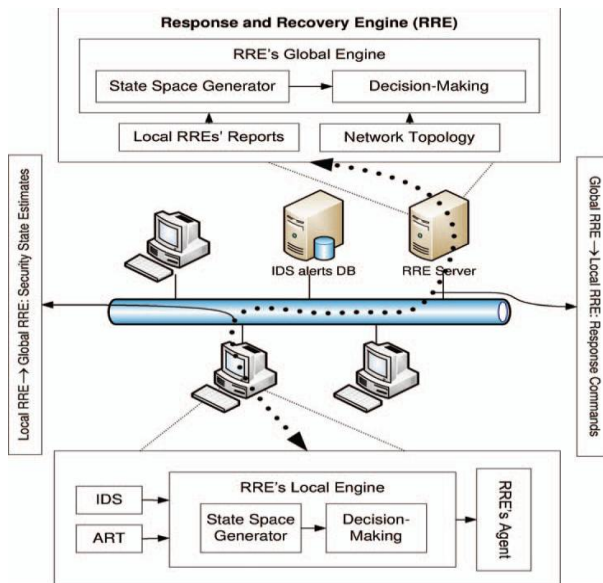 Response and Recovery Engine (RRE)
RRE's Global Engine
State Space Generator
Decision-Making
Local RREs' Reports
Network Topology
Local RRE→Global RRE: Security State Estimates
Global RRE→Local RRE: Response Commands
IDS alerts DB
RRE Server
RRE's Local Engine
IDS
ART
State Space
Generator
Decision-
Making
RRE's Agent